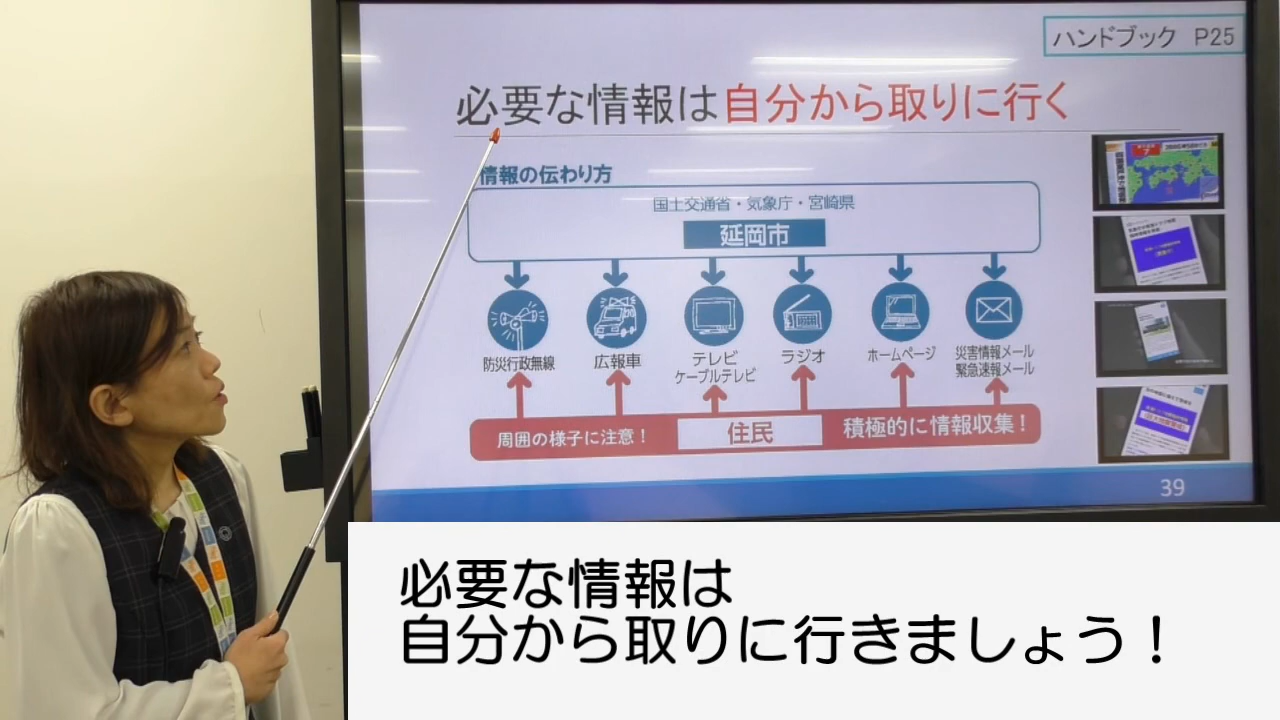 ハンドブック P25
必要な情報は自分から取りに行く
情報の伝わり方
国土交通省・気象庁・宮崎県
延岡市
防災行政無線
広報車
テレビ
ケーブルテレビ
ラジオ
ホームページ
災害情報メール
緊急速報メール
周囲の様子に注意！
住民
積極的に情報収集！
39
必要な情報は
自分から取りに行きましょう！